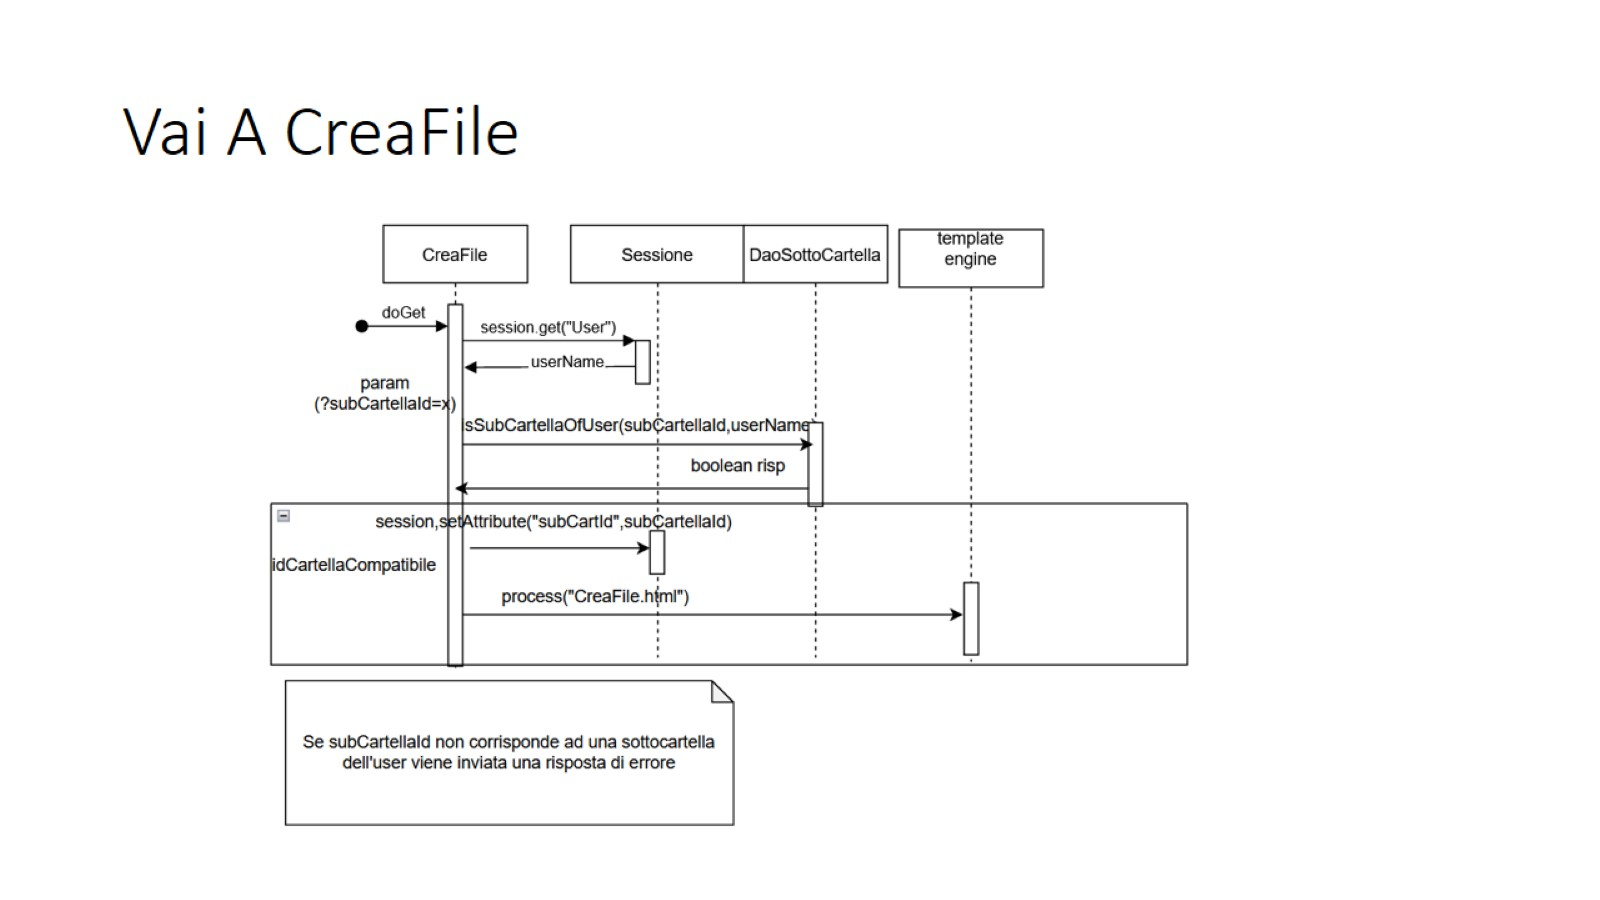 Vai A CreaFile
CreaFile
Sessione
DaoSottoCartella
template
engine
doGet
session.get("User")
userName
param
(?subCartellaId=x)
isSubCartellaOfUser(subCartellaId,userName)
boolean risp
session,setAttribute("subCartId",subCartellaId)
idCartellaCompatibile
process("CreaFile.html")
Se subCartellaId non corrisponde ad una sottocartella
dell'user viene inviata una risposta di errore